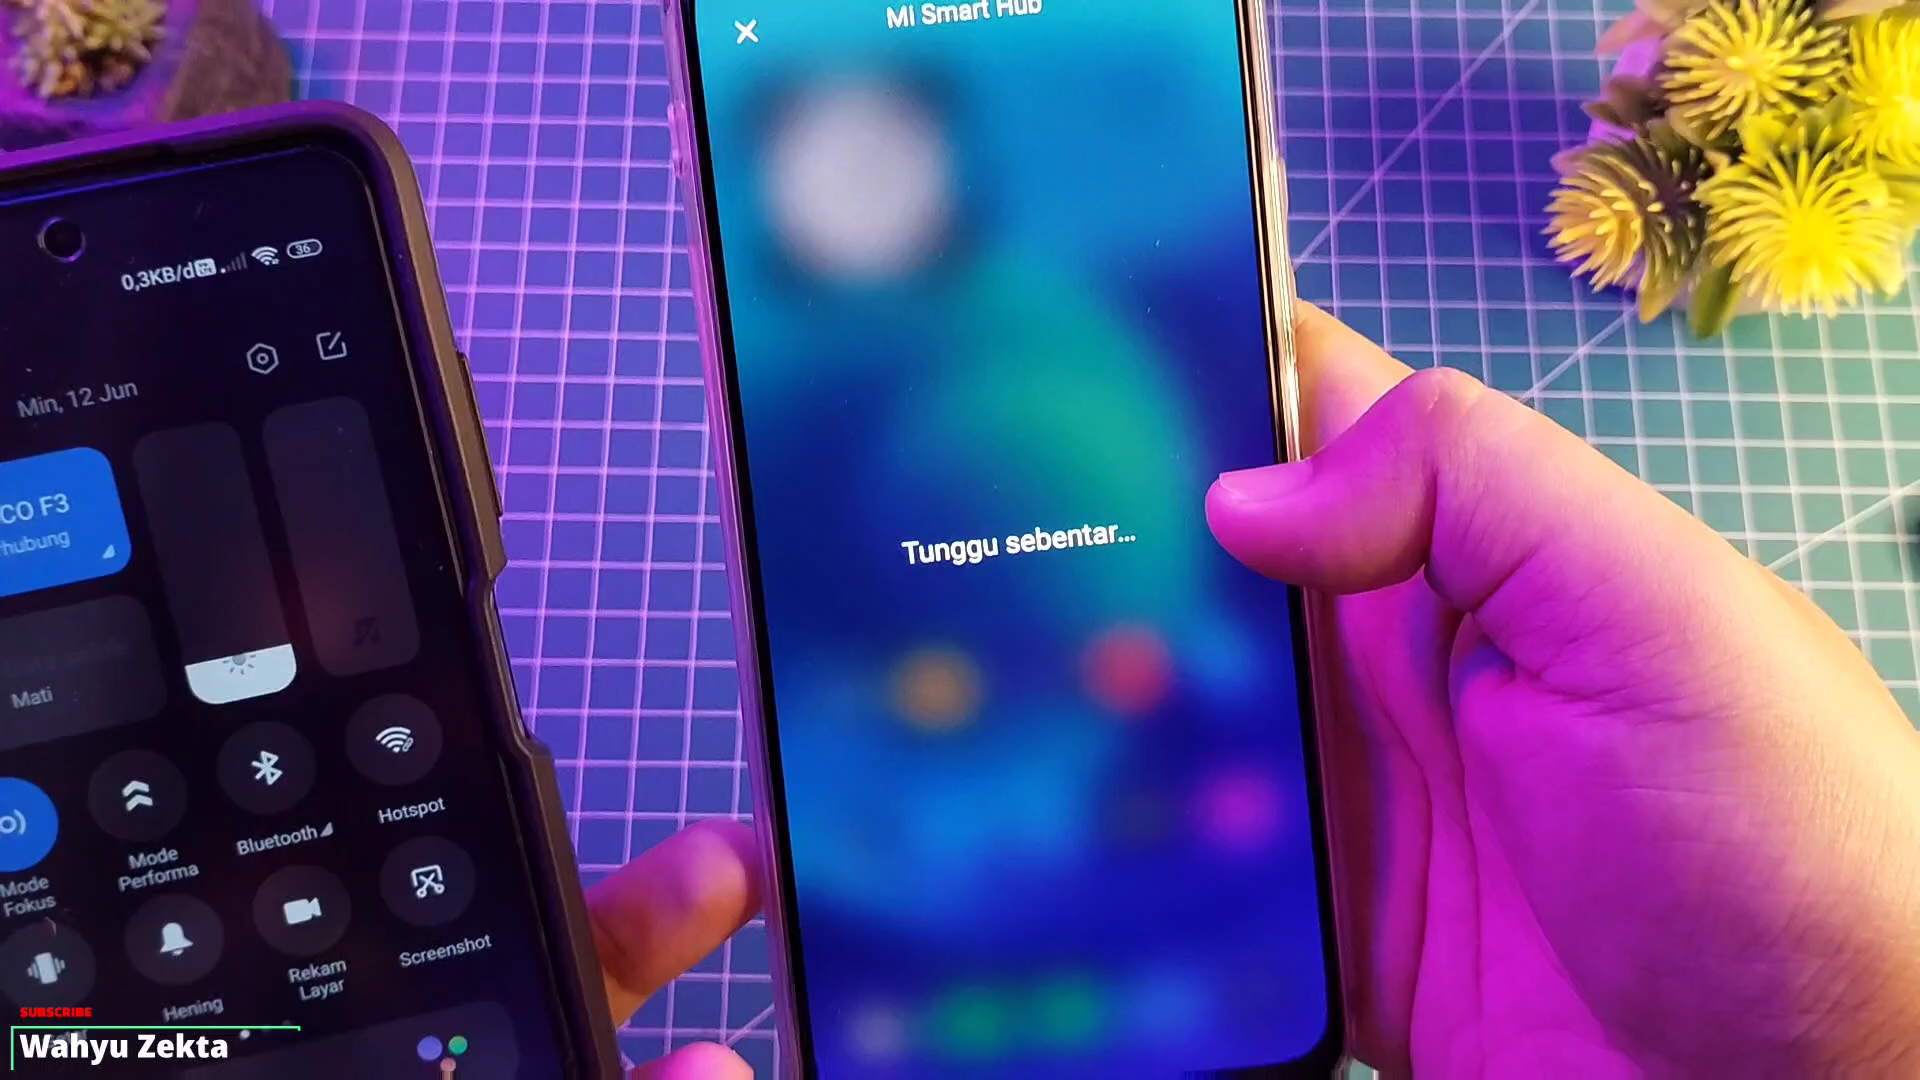 MI Smart Hub
0,3KB/d
36
Min, 12 Jun
CO F3
hubung
Tunggu sebentar...
Mati
Hotspot
Bluetooth
Mode
Performa
Mode
Fokus
Screenshot
Rekam
Layar
Hening
SUBSCRIBE
Wahyu Zekta